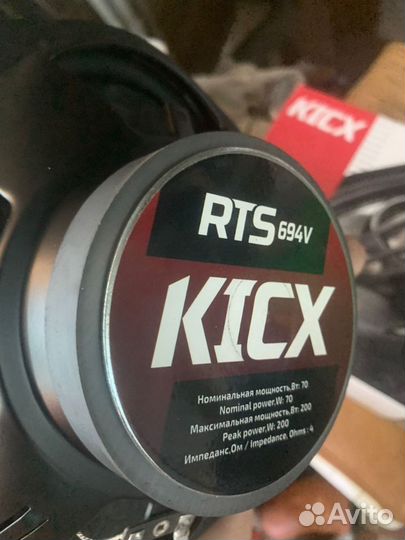 KICX
RTS 694V
KICX
Номинальная мощность,Вт: 70
Nominal power,W: 70
Максимальная мощность,Вт: 200
Peak power,W: 200
Импеданс,Ом / Impedance, Ohms : 4
Avito